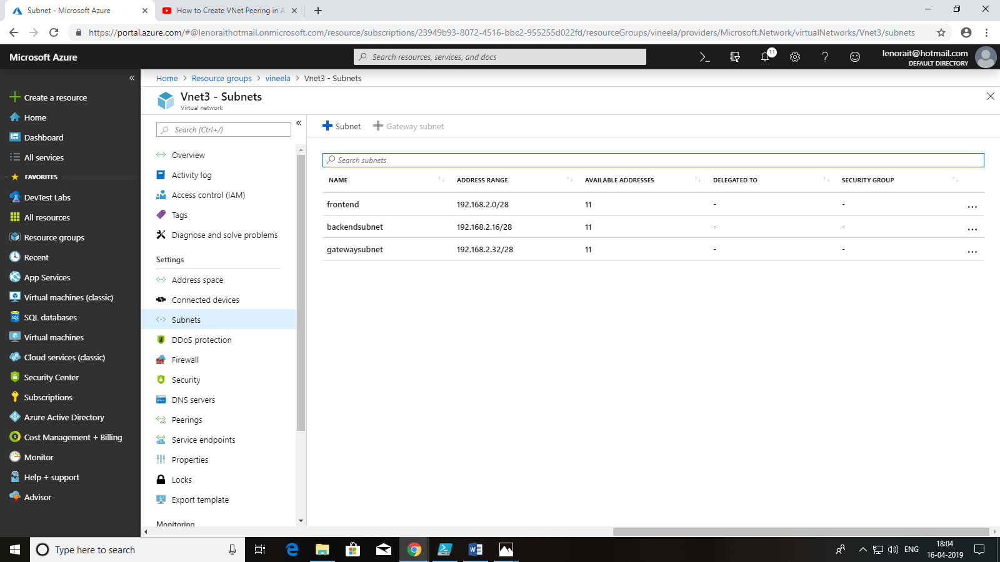 Subnet - Microsoft Azure
How to Create VNet Peering in A
https://portal.azure.com/#@lenoraithotmail.onmicrosoft.com/resource/subscriptions/23949b93-8072-4516-bbc2-955255d022fd/resourceGroups/vineela/providers/Microsoft.Network/virtualNetworks/Vnet3/subnets
Microsoft Azure
Search resources, services, and docs
11
lenorait@hotmail.com
DEFAULT DIRECTORY
Home > Resource groups > vineela > Vnet3 - Subnets
Vnet3 - Subnets
Virtual network
Create a resource
Home
Dashboard
All services
FAVORITES
DevTest Labs
All resources
Resource groups
Recent
App Services
Virtual machines (classic)
SQL databases
Virtual machines
Cloud services (classic)
Security Center
Subscriptions
Azure Active Directory
Cost Management + Billing
Monitor
Help + support
Advisor
Search (Ctrl+/)
Overview
Activity log
Access control (IAM)
Tags
Diagnose and solve problems
Settings
Address space
Connected devices
Subnets
DDoS protection
Firewall
Security
DNS servers
Peerings
Service endpoints
Properties
Locks
Export template
Monitoring
Subnet Gateway subnet
Search subnets
NAME ADDRESS RANGE AVAILABLE ADDRESSES DELEGATED TO SECURITY GROUP
frontend 192.168.2.0/28 11 - - ...
backendsubnet 192.168.2.16/28 11 - - ...
gatewaysubnet 192.168.2.32/28 11 - - ...
Type here to search
ENG
18:04
16-04-2019